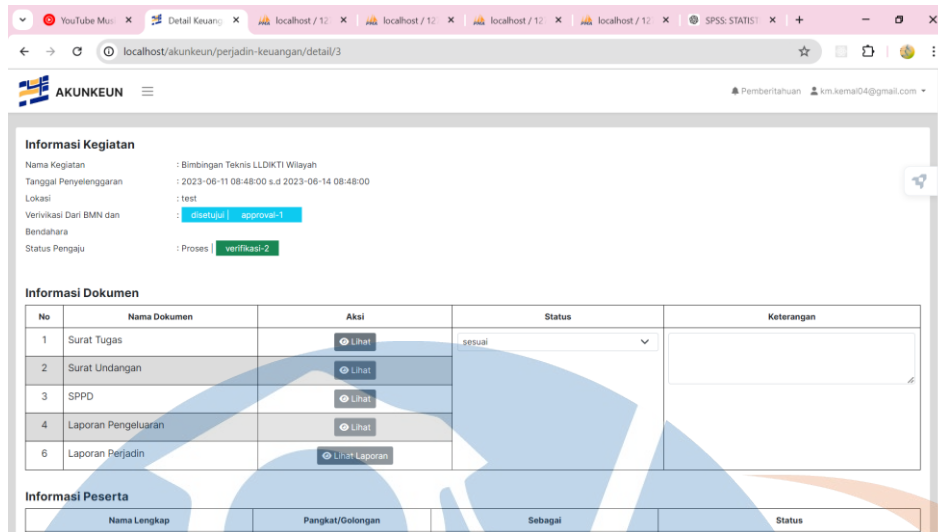 YouTube Musi
Detail Keuang
localhost / 12
localhost / 12
localhost / 12
localhost / 12
SPSS: STATIST
localhost/akunkeun/perjadin-keuangan/detail/3
AKUNKEUN
Pemberitahuan km.kemal04@gmail.com
Informasi Kegiatan
Nama Kegiatan : Bimbingan Teknis LLDIKTI Wilayah
Tanggal Penyelenggaran : 2023-06-11 08:48:00 s.d 2023-06-14 08:48:00
Lokasi : test
Verivikasi Dari BMN dan Bendahara : disetujui | approval-1
Status Pengaju : Proses | verifikasi-2
Informasi Dokumen
No Nama Dokumen Aksi Status Keterangan
1 Surat Tugas Lihat sesuai
2 Surat Undangan Lihat
3 SPPD Lihat
4 Laporan Pengeluaran Lihat
6 Laporan Perjadin Lihat Laporan
Informasi Peserta
Nama Lengkap Pangkat/Golongan Sebagai Status